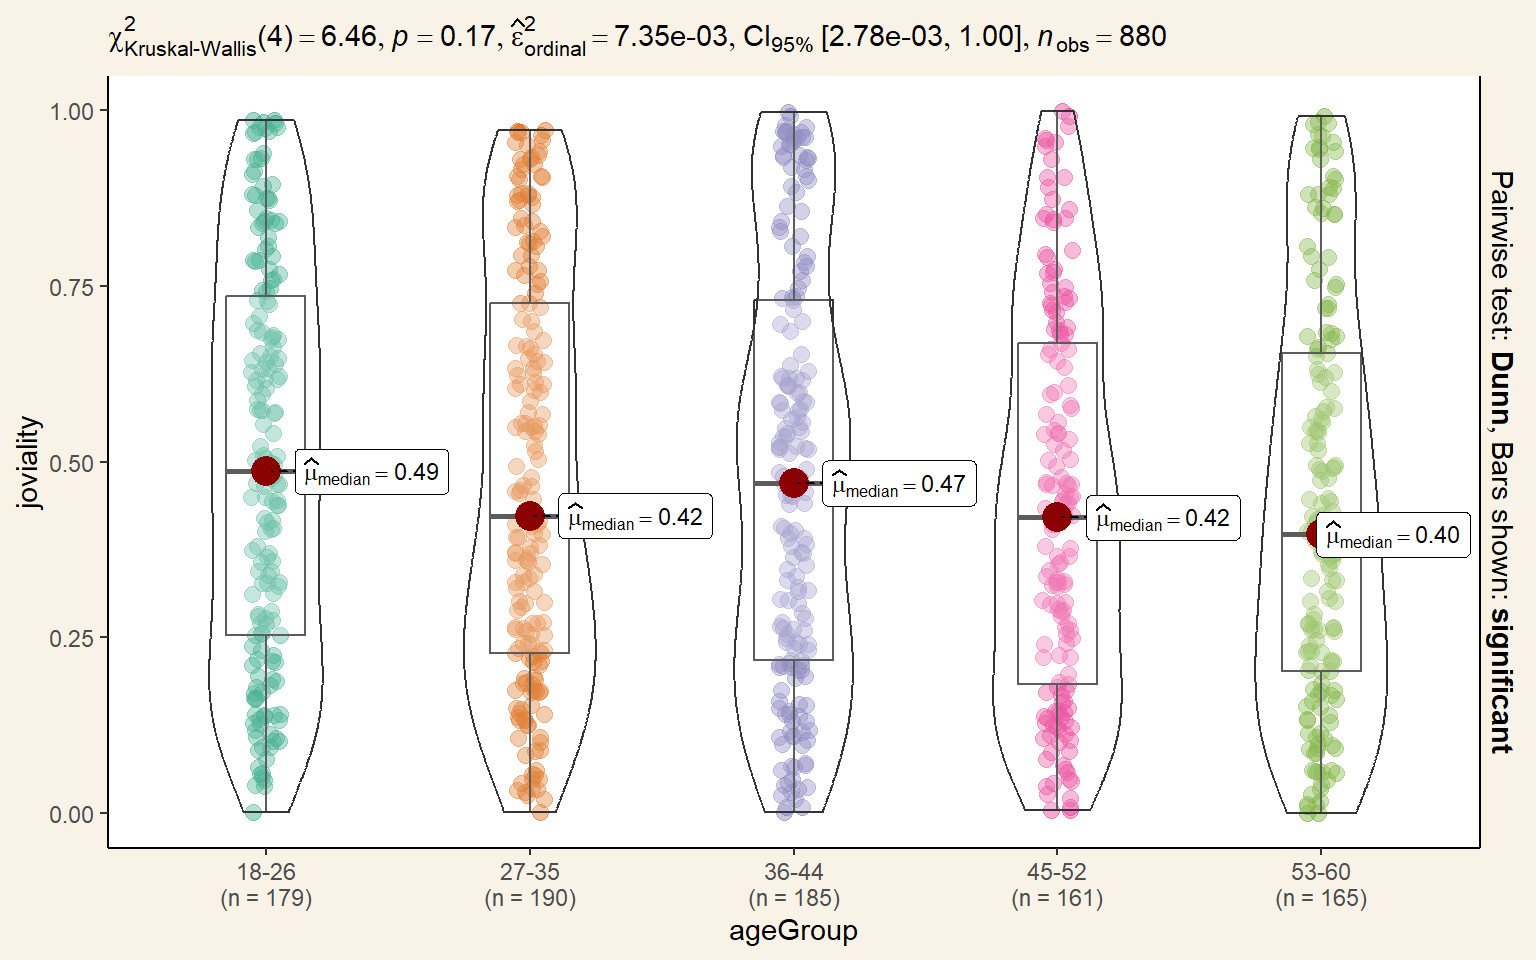 χ²Kruskal-Wallis(4) = 6.46, p = 0.17, ε̂²ordinal = 7.35e-03, CI95% [2.78e-03, 1.00], nobs = 880
1.00
0.75
0.50
0.25
0.00
joviality
μ̂median = 0.49
μ̂median = 0.42
μ̂median = 0.47
μ̂median = 0.42
μ̂median = 0.40
Pairwise test: Dunn, Bars shown: significant
18-26 27-35 36-44 45-52 53-60
(n = 179) (n = 190) (n = 185) (n = 161) (n = 165)
ageGroup